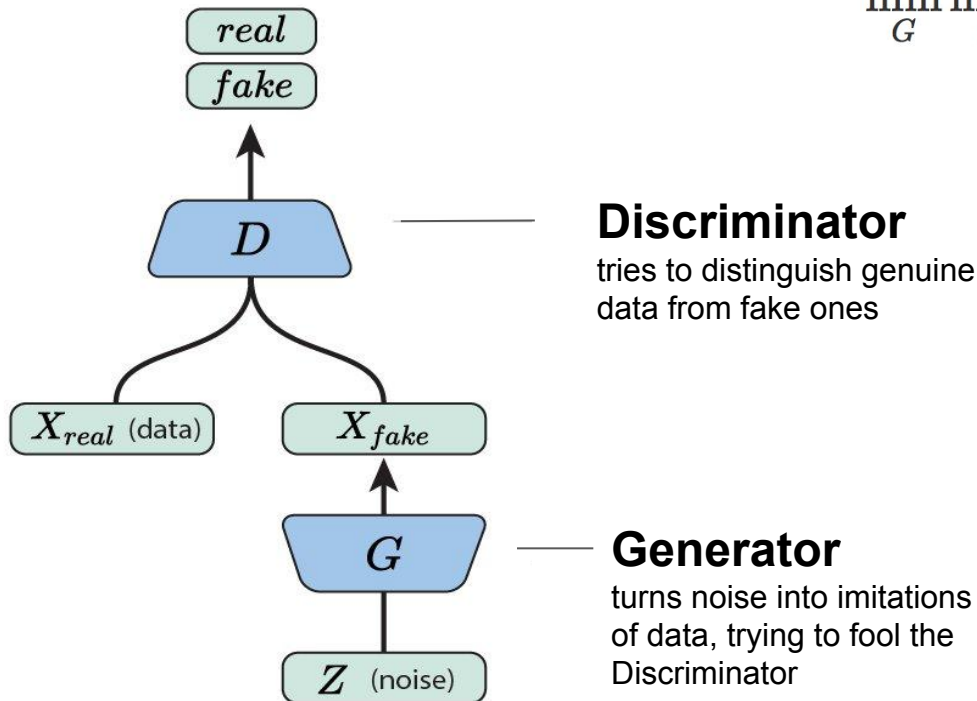 real
fake
G
D
Discriminator
tries to distinguish genuine
data from fake ones
X_real (data)
X_fake
G
Generator
turns noise into imitations
of data, trying to fool the
Discriminator
Z (noise)